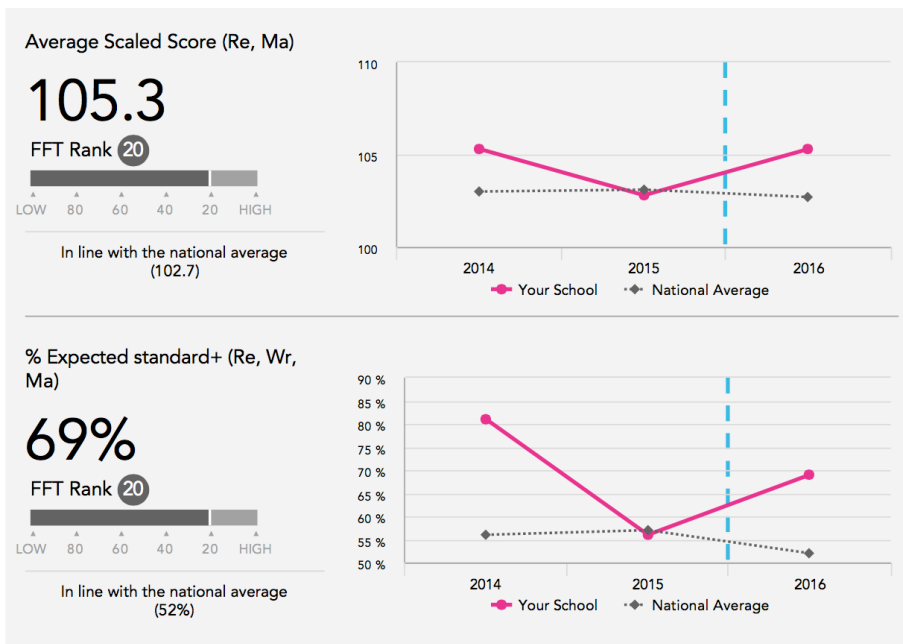 Average Scaled Score (Re, Ma)
105.3
FFT Rank 20
LOW 80 60 40 20 HIGH
In line with the national average
(102.7)
110
105
100
2014 2015 2016
Your School National Average
% Expected standard+ (Re, Wr,
Ma)
69%
FFT Rank 20
LOW 80 60 40 20 HIGH
In line with the national average
(52%)
90 %
85 %
80 %
75 %
70 %
65 %
60 %
55 %
50 %
2014 2015 2016
Your School National Average